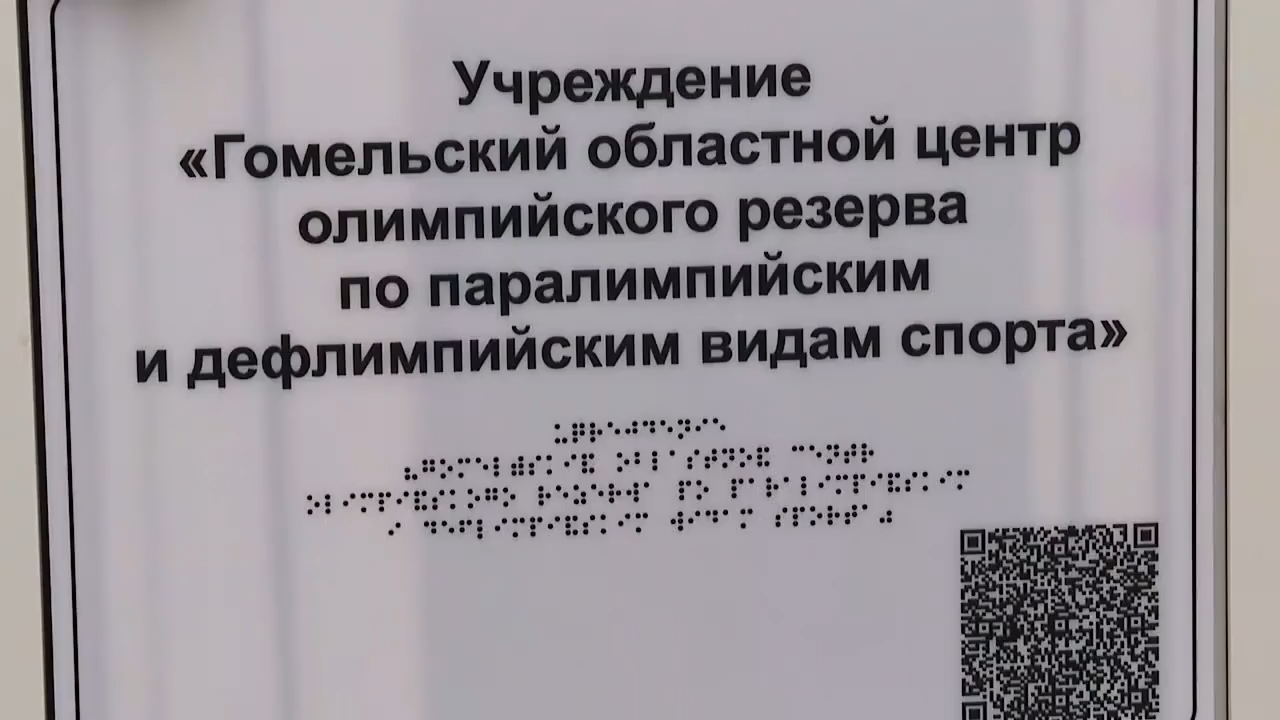 Учреждение
«Гомельский областной центр
олимпийского резерва
по паралимпийским
и дефлимпийским видам спорта»